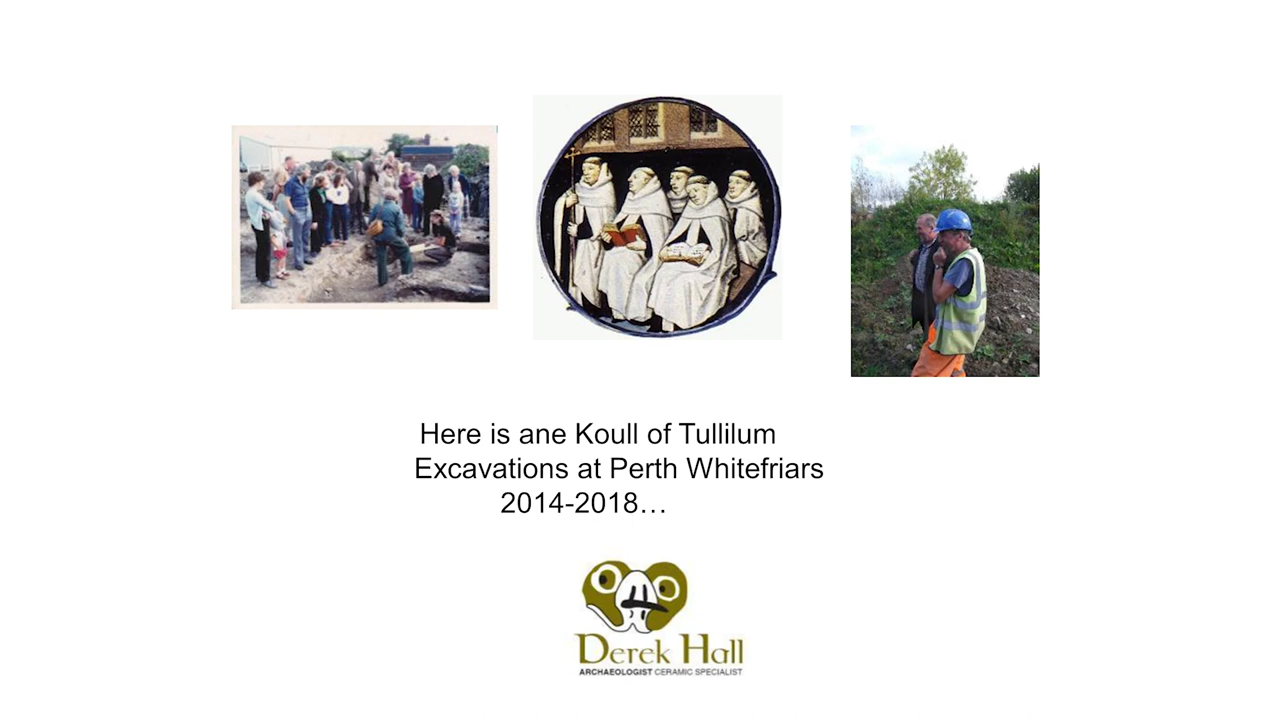 Here is ane Koull of Tullilum
Excavations at Perth Whitefriars
2014-2018…
Derek Hall
ARCHAEOLOGIST CERAMIC SPECIALIST